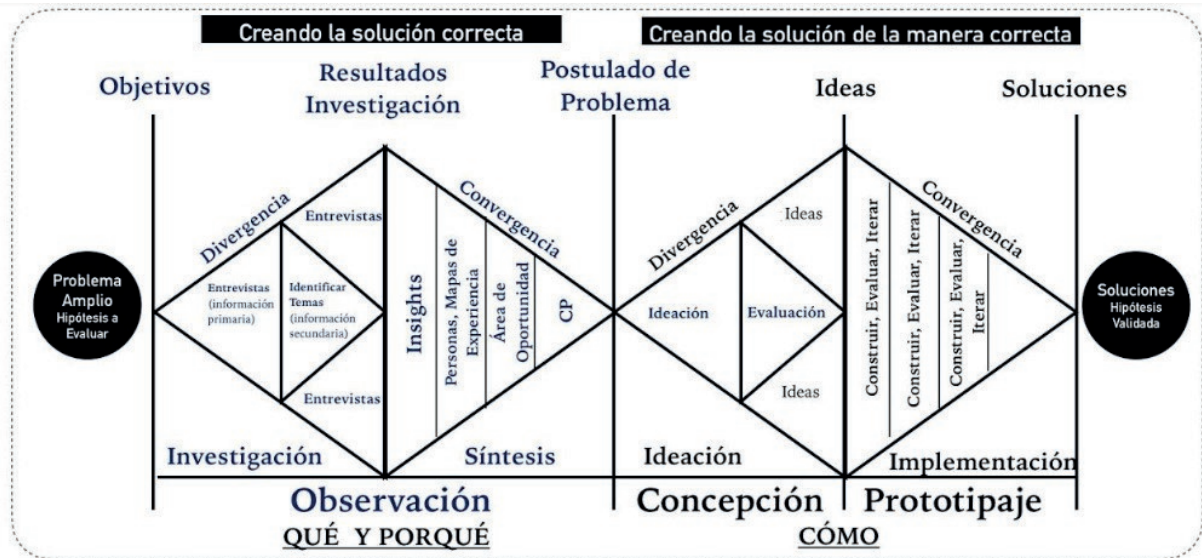 Creando la solución correcta
Creando la solución de la manera correcta
Objetivos
Resultados
Investigación
Postulado de
Problema
Ideas
Soluciones
Problema
Amplio
Hipótesis a
Evaluar
Divergencia
Entrevistas
Entrevistas
(información
primaria)
Identificar
Temas
(información
secundaria)
Entrevistas
Convergencia
Insights
Personas, Mapas de
Experiencia
Área de
Oportunidad
CP
Divergencia
Ideas
Ideación
Evaluación
Ideas
Convergencia
Construir, Evaluar, Iterar
Construir, Evaluar, Iterar
Construir, Evaluar,
Iterar
Soluciones
Hipótesis
Validada
Investigación
Síntesis
Ideación
Implementación
Observación
Concepción
Prototipaje
QUÉ Y PORQUÉ
CÓMO